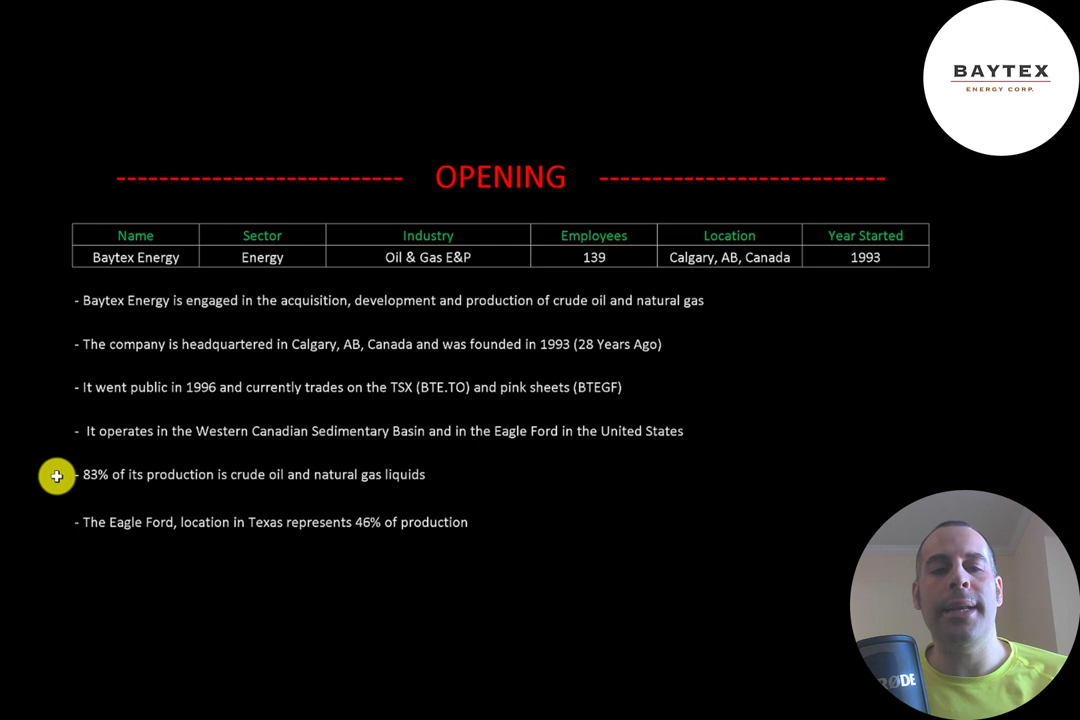 BAYTEX
ENERGY CORP.
--------------------------- OPENING ---------------------------
Name Sector Industry Employees Location Year Started
Baytex Energy Energy Oil & Gas E&P 139 Calgary, AB, Canada 1993
- Baytex Energy is engaged in the acquisition, development and production of crude oil and natural gas
- The company is headquartered in Calgary, AB, Canada and was founded in 1993 (28 Years Ago)
- It went public in 1996 and currently trades on the TSX (BTE.TO) and pink sheets (BTEGF)
- It operates in the Western Canadian Sedimentary Basin and in the Eagle Ford in the United States
- 83% of its production is crude oil and natural gas liquids
- The Eagle Ford, location in Texas represents 46% of production
RØDE